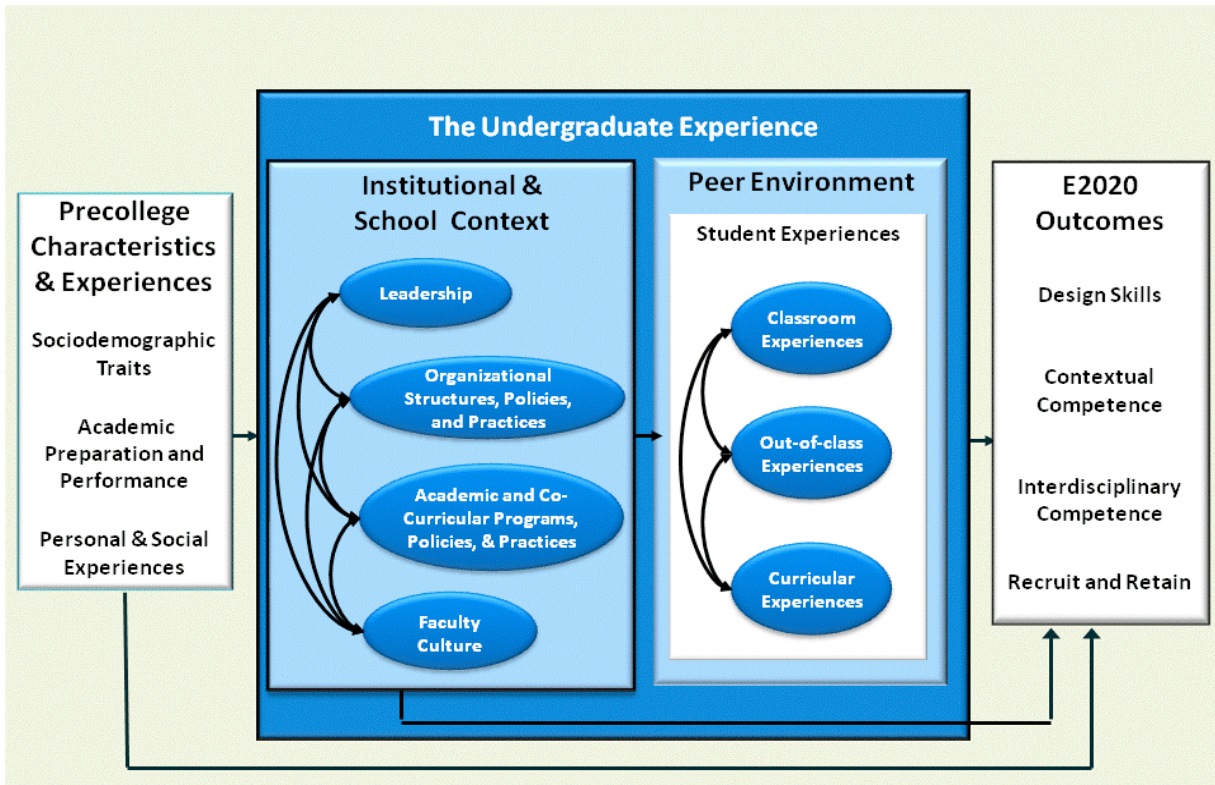 The Undergraduate Experience
Precollege
Characteristics
& Experiences
Sociodemographic
Traits
Academic
Preparation and
Performance
Personal & Social
Experiences
Institutional &
School Context
Leadership
Organizational
Structures, Policies,
and Practices
Academic and Co-
Curricular Programs,
Policies, & Practices
Faculty
Culture
Peer Environment
Student Experiences
Classroom
Experiences
Out-of-class
Experiences
Curricular
Experiences
E2020
Outcomes
Design Skills
Contextual
Competence
Interdisciplinary
Competence
Recruit and Retain